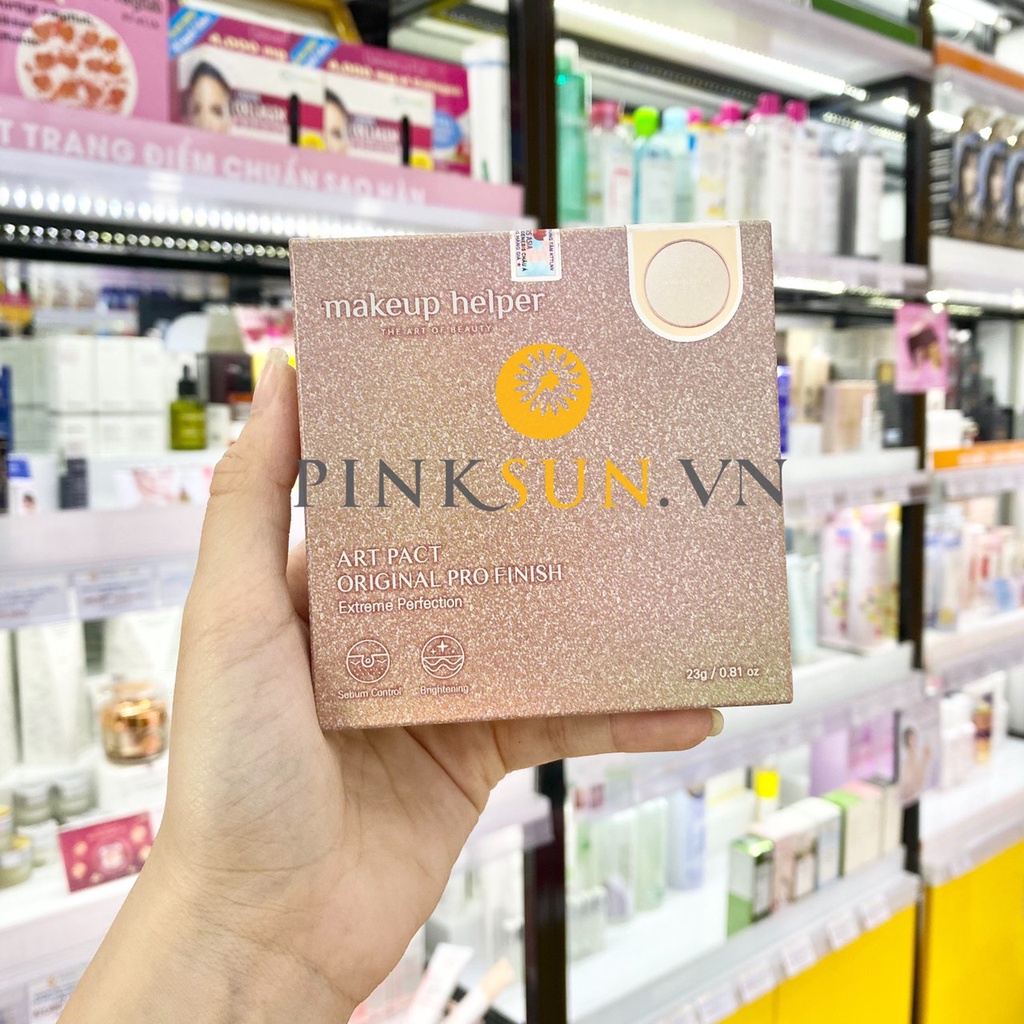 T TRANG ĐIỂM CHUẨN SAO HÀN
makeup helper
THE ART OF BEAUTY
PINKSUN.VN
ART PACT
ORIGINAL PRO FINISH
Extreme Perfection
Sebum Control
Brightening
23g / 0.81 oz